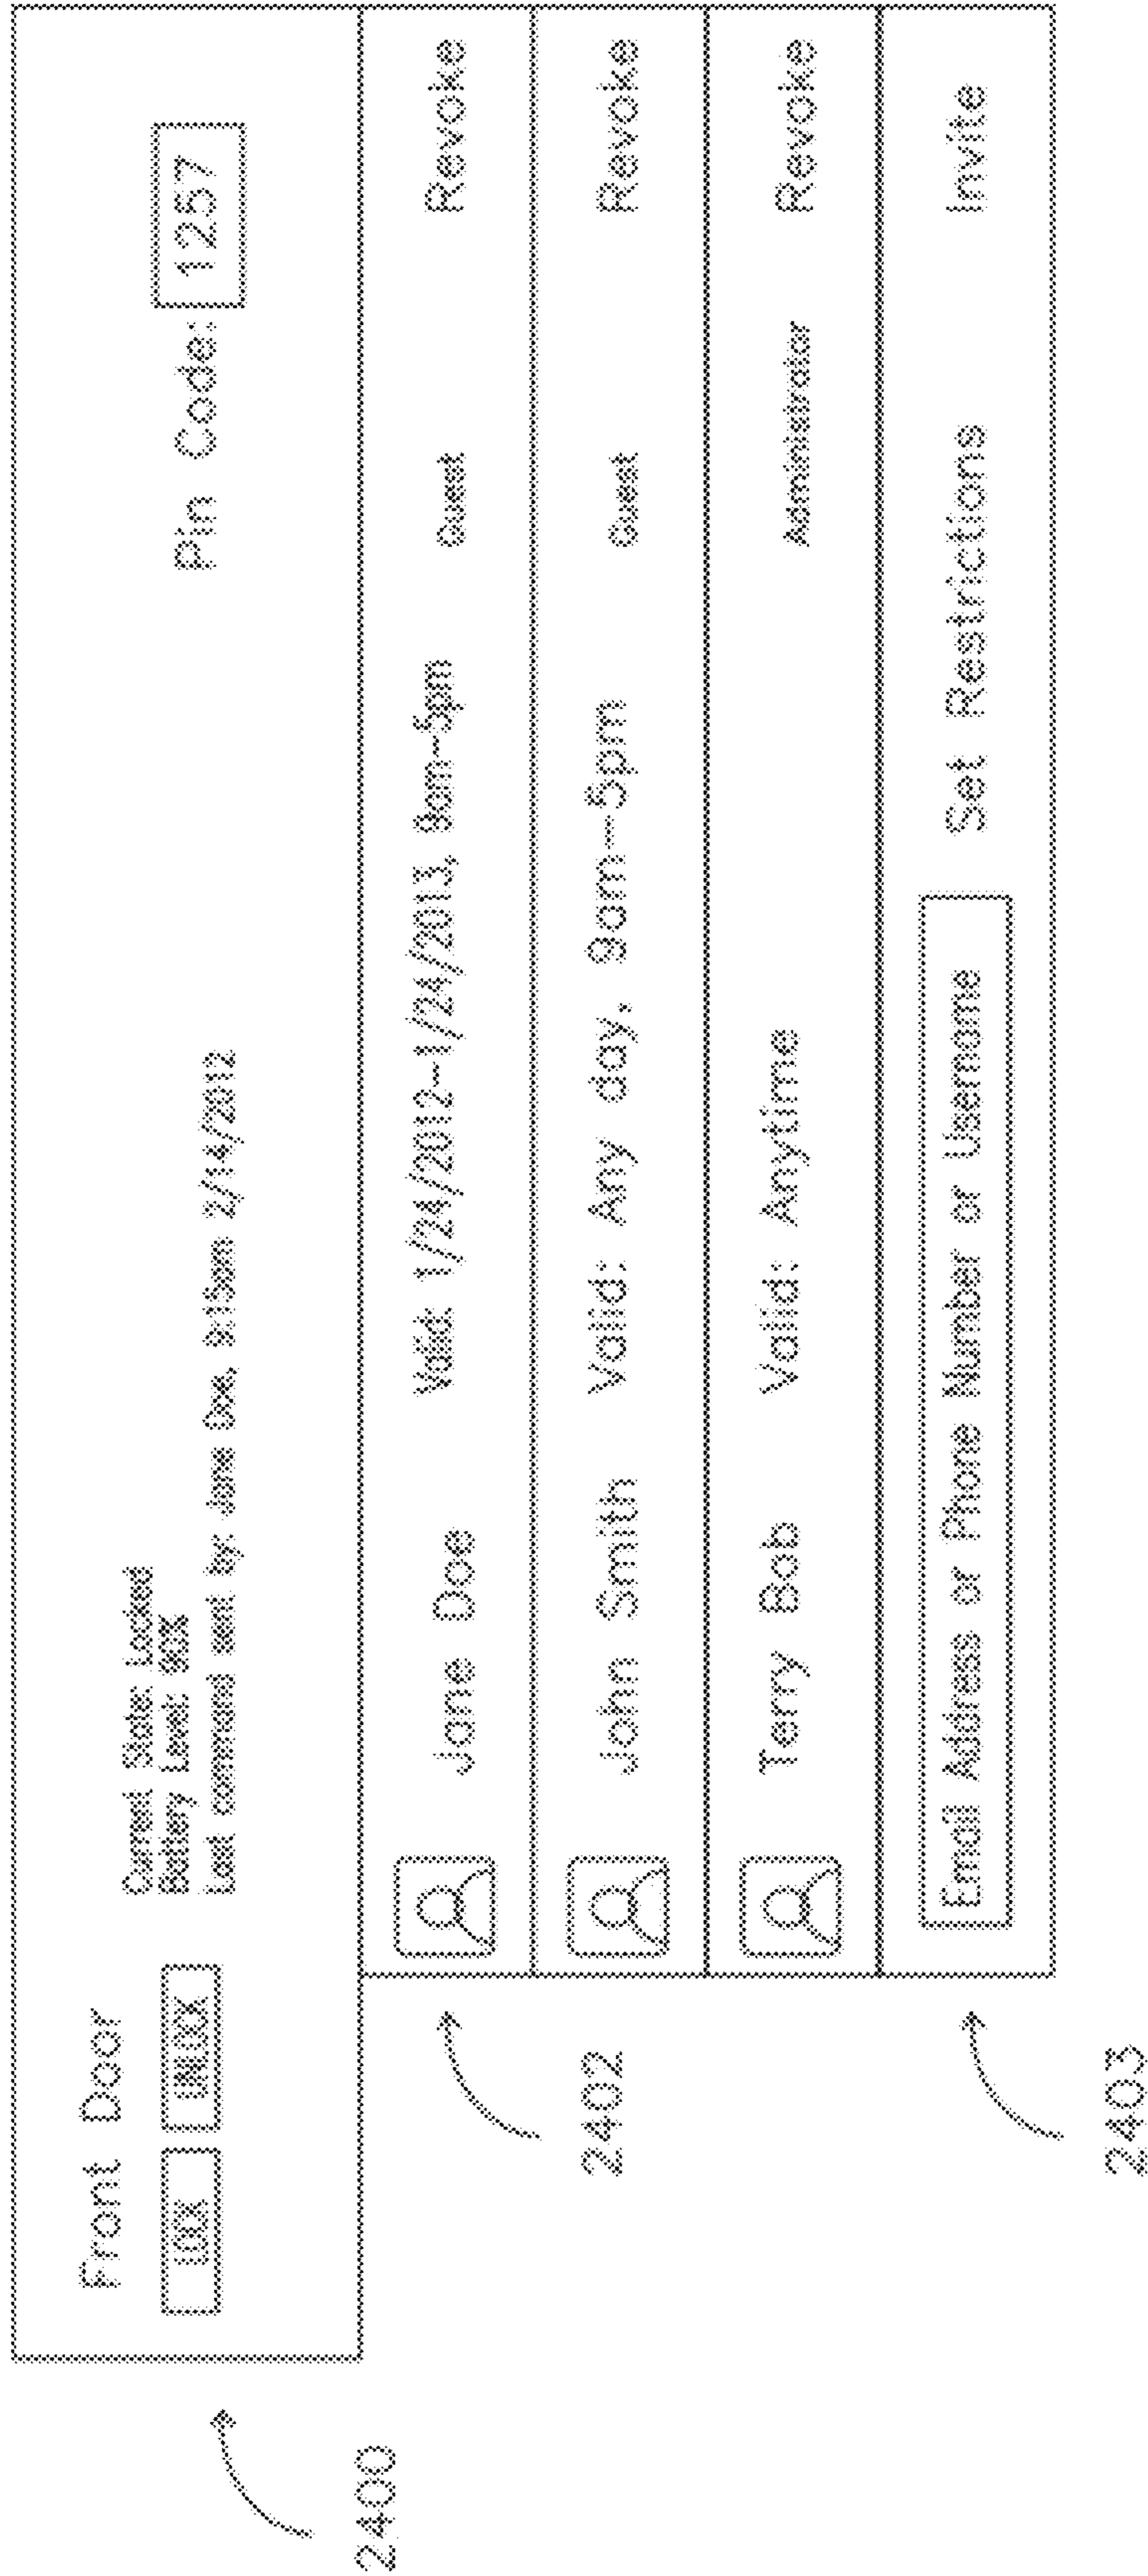 2400
Front Door
LOCK UNLOCK
Current State: Locked
Battery Level: 90%
Last command sent by: Jane Doe, 9:15am 2/14/2012
Pin Code: 1257
2402
Jane Doe Valid: 1/24/2012-1/24/2013, 9am-5pm Guest Revoke
John Smith Valid: Any day, 9am-5pm Guest Revoke
Terry Bob Valid: Anytime Administrator Revoke
2403
Email Address or Phone Number or Username Set Restrictions Invite